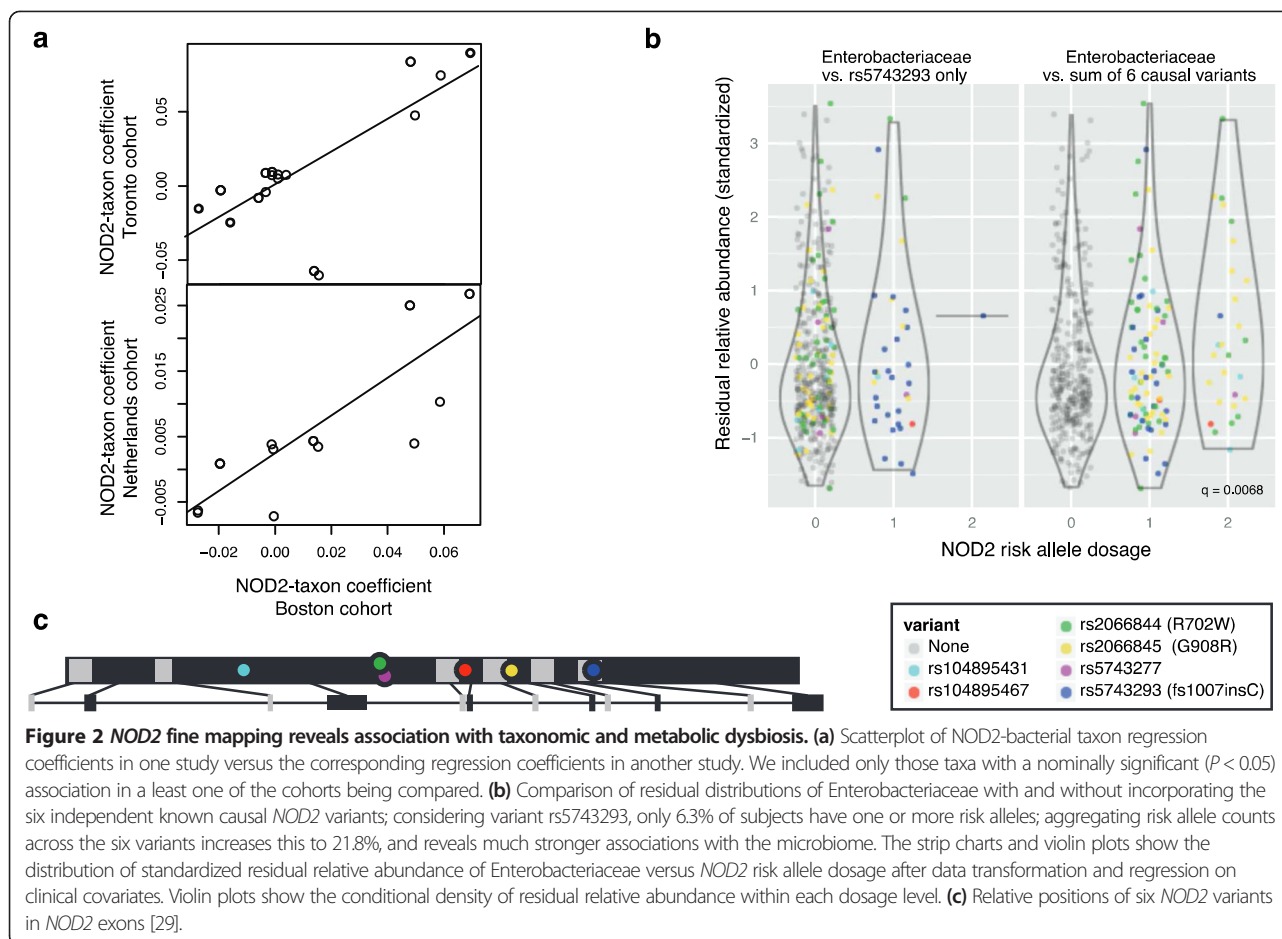 a
NOD2-taxon coefficient
Toronto cohort
0.05
0.00
−0.05
NOD2-taxon coefficient
Netherlands cohort
0.025
0.015
0.005
−0.005
−0.02 0.00 0.02 0.04 0.06
NOD2-taxon coefficient
Boston cohort
b
Enterobacteriaceae
vs. rs5743293 only
Enterobacteriaceae
vs. sum of 6 causal variants
Residual relative abundance (standardized)
3
2
1
0
−1
q = 0.0068
0 1 2 0 1 2
NOD2 risk allele dosage
c
variant
None
rs104895431
rs104895467
rs2066844 (R702W)
rs2066845 (G908R)
rs5743277
rs5743293 (fs1007insC)
Figure 2 NOD2 fine mapping reveals association with taxonomic and metabolic dysbiosis. (a) Scatterplot of NOD2-bacterial taxon regression
coefficients in one study versus the corresponding regression coefficients in another study. We included only those taxa with a nominally significant (P < 0.05)
association in a least one of the cohorts being compared. (b) Comparison of residual distributions of Enterobacteriaceae with and without incorporating the
six independent known causal NOD2 variants; considering variant rs5743293, only 6.3% of subjects have one or more risk alleles; aggregating risk allele counts
across the six variants increases this to 21.8%, and reveals much stronger associations with the microbiome. The strip charts and violin plots show the
distribution of standardized residual relative abundance of Enterobacteriaceae versus NOD2 risk allele dosage after data transformation and regression on
clinical covariates. Violin plots show the conditional density of residual relative abundance within each dosage level. (c) Relative positions of six NOD2 variants
in NOD2 exons [29].